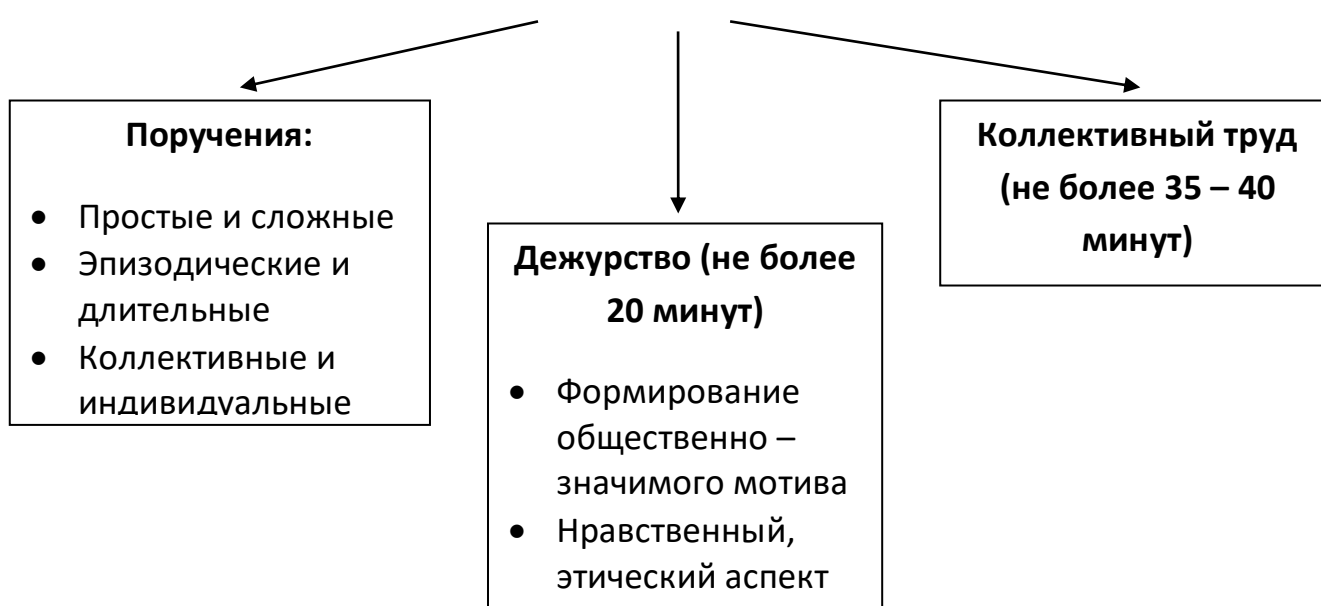 Поручения:
• Простые и сложные
• Эпизодические и
длительные
• Коллективные и
индивидуальные
Дежурство (не более
20 минут)
• Формирование
общественно –
значимого мотива
• Нравственный,
этический аспект
Коллективный труд
(не более 35 – 40
минут)